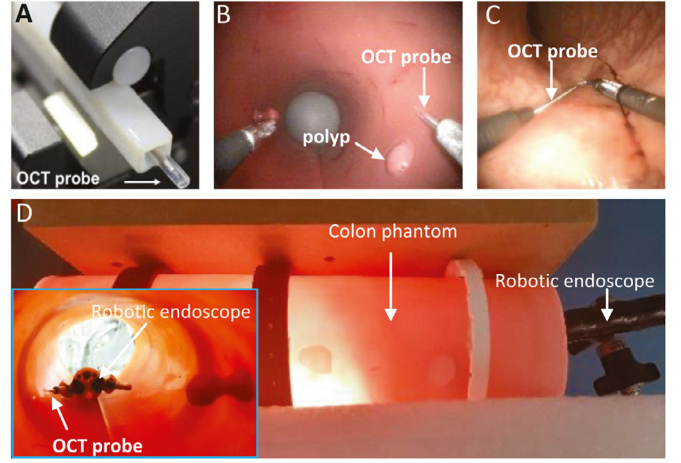 A
OCT probe
B
OCT probe
polyp
C
OCT probe
D
Colon phantom
Robotic endoscope
Robotic endoscope
OCT probe